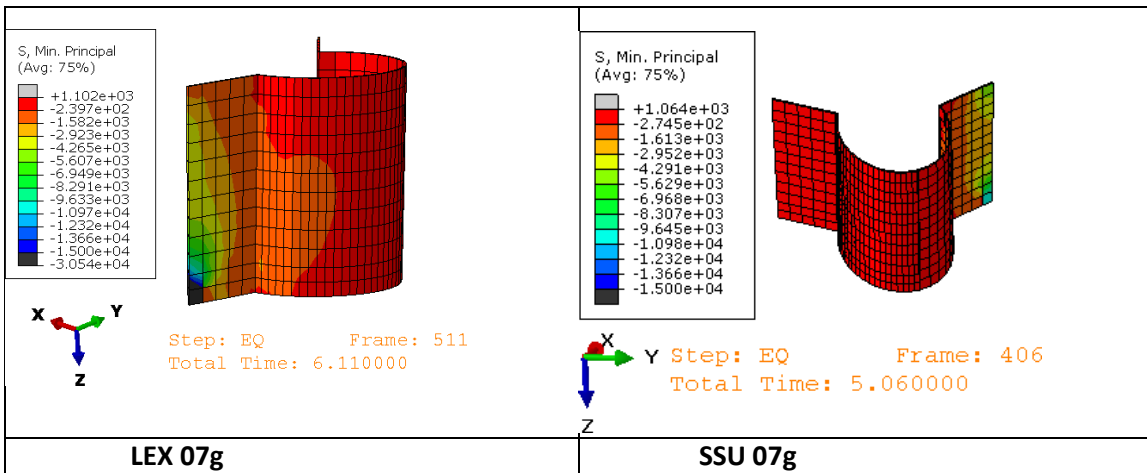 S, Min. Principal
(Avg: 75%)
+1.102e+03
-2.397e+02
-1.582e+03
-2.923e+03
-4.265e+03
-5.607e+03
-6.949e+03
-8.291e+03
-9.633e+03
-1.097e+04
-1.232e+04
-1.366e+04
-1.500e+04
-3.054e+04
X Y
Z
Step: EQ Frame: 511
Total Time: 6.110000
S, Min. Principal
(Avg: 75%)
+1.064e+03
-2.745e+02
-1.613e+03
-2.952e+03
-4.291e+03
-5.629e+03
-6.968e+03
-8.307e+03
-9.645e+03
-1.098e+04
-1.232e+04
-1.366e+04
-1.500e+04
X
Y
Z
Step: EQ Frame: 406
Total Time: 5.060000
LEX 07g
SSU 07g